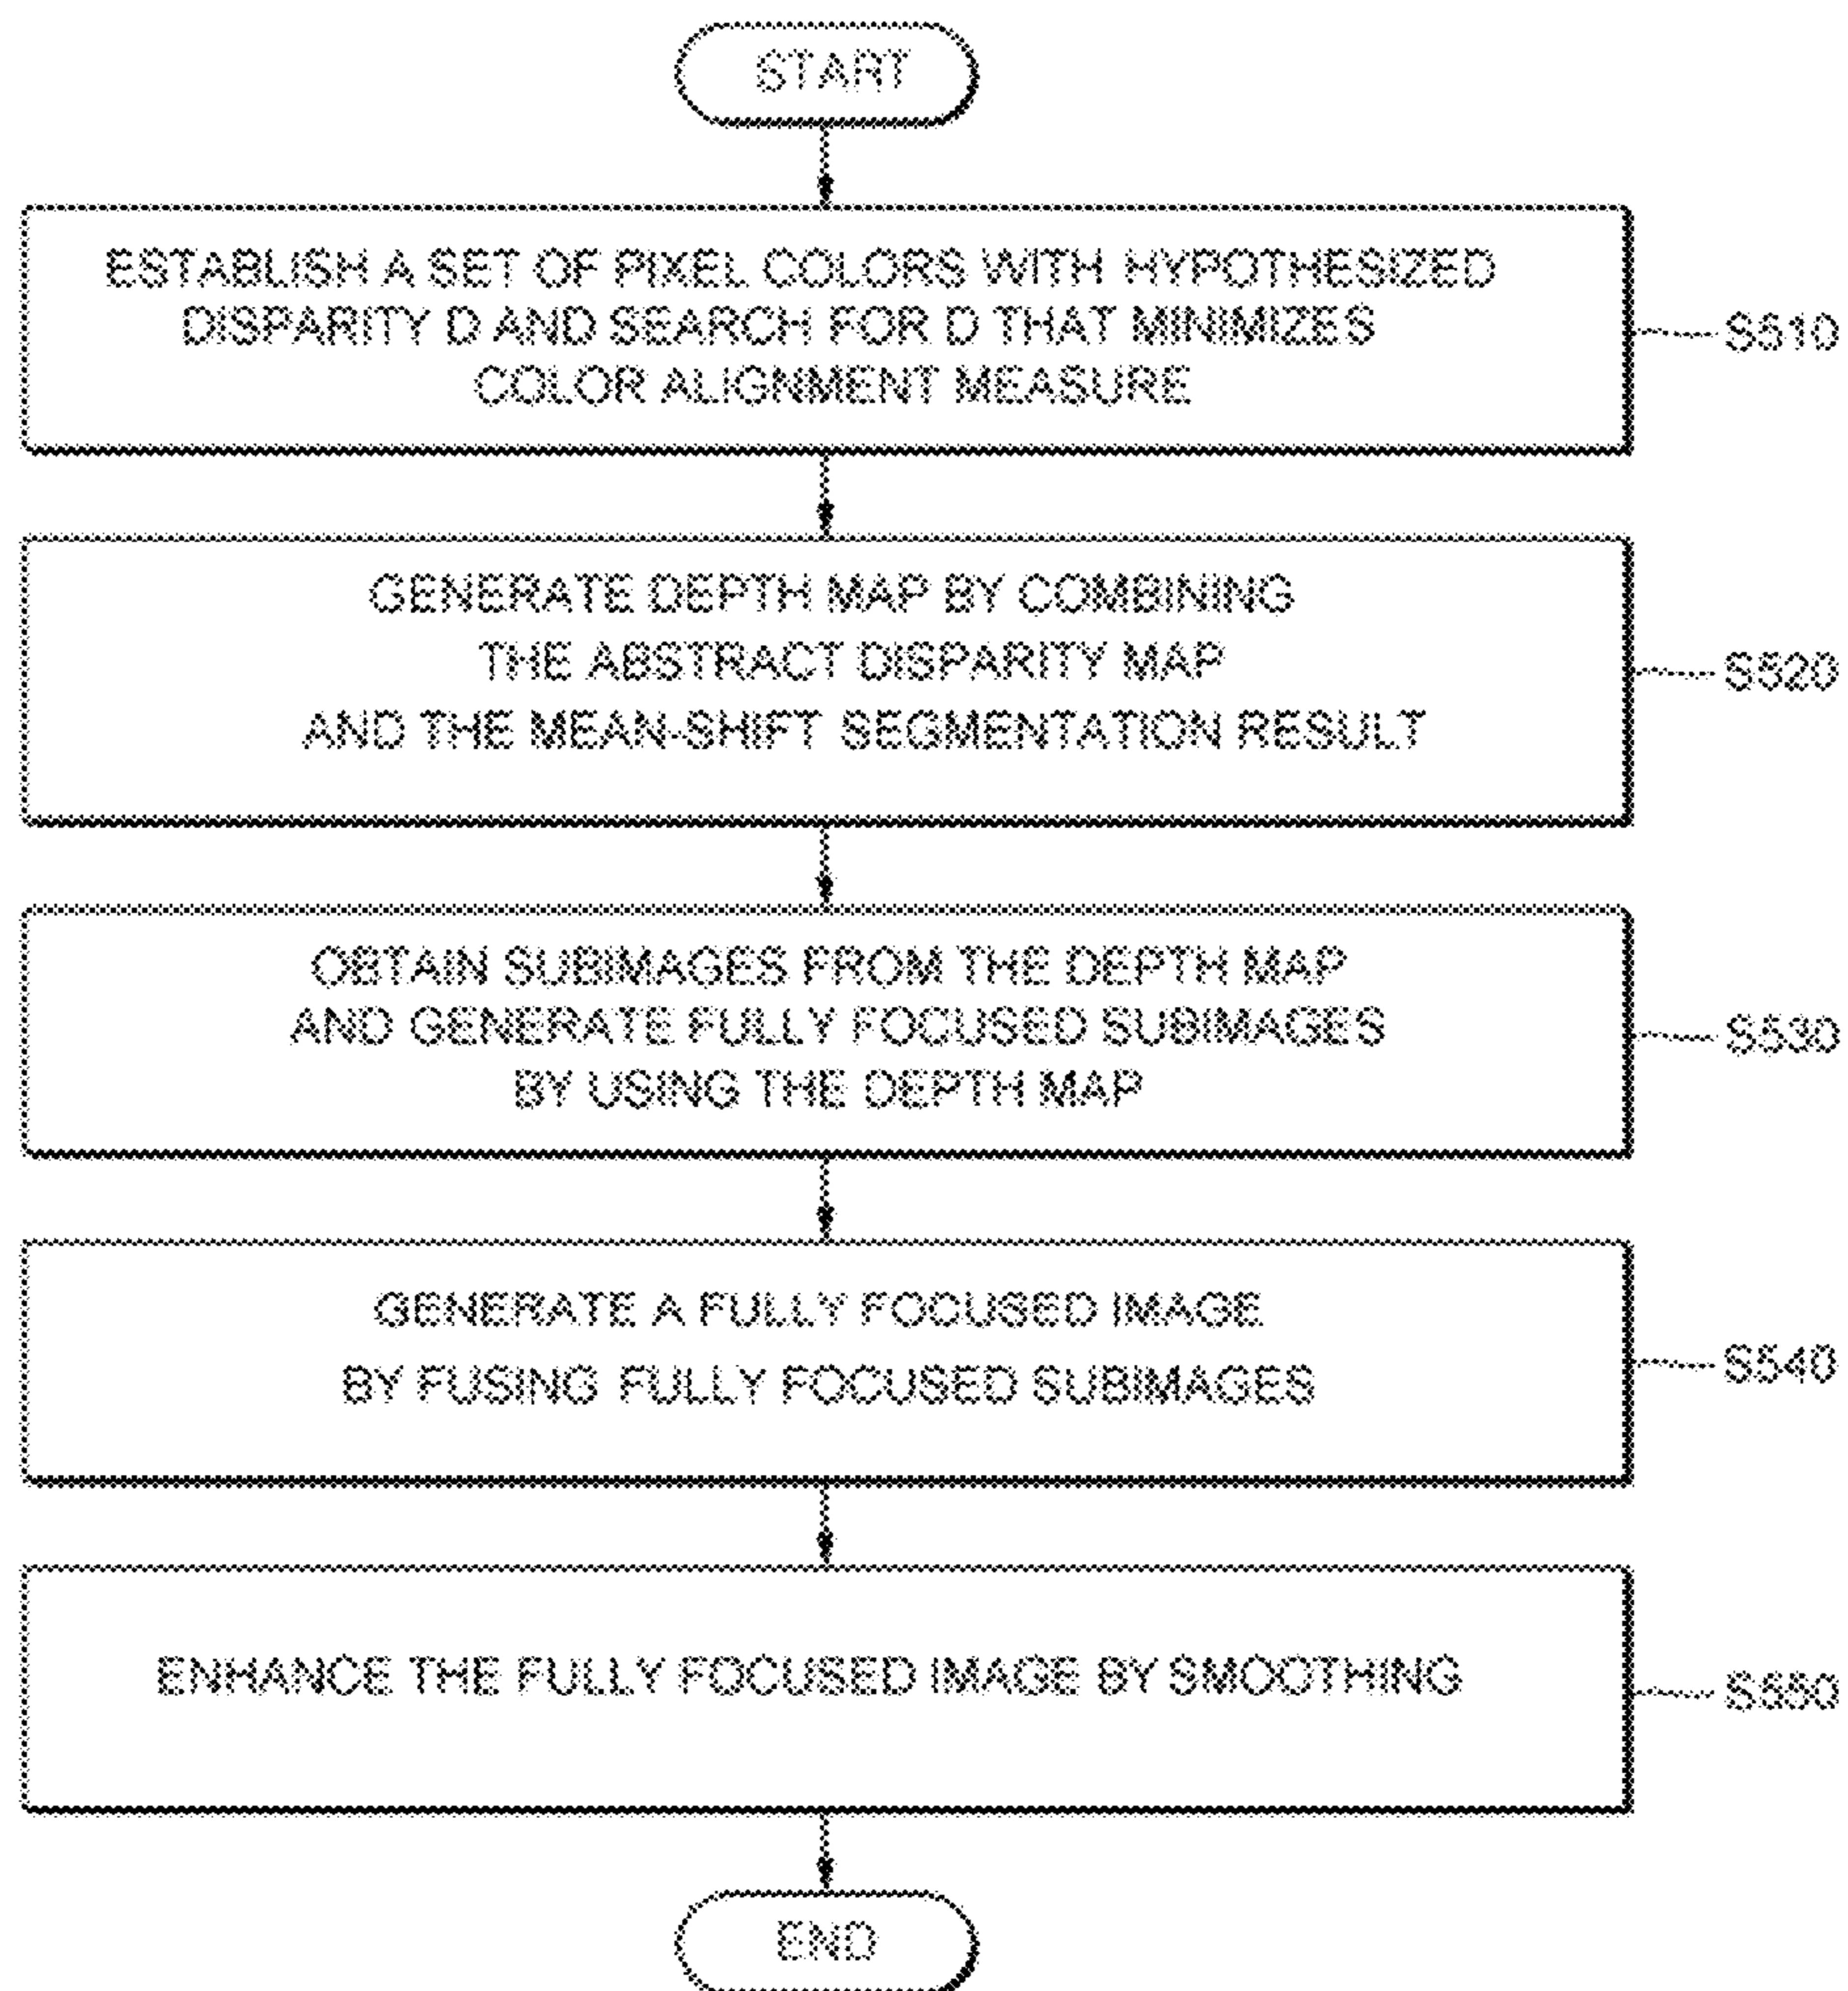 START
ESTABLISH A SET OF PIXEL COLORS WITH HYPOTHESIZED
DISPARITY D AND SEARCH FOR D THAT MINIMIZES
COLOR ALIGNMENT MEASURE
S510
GENERATE DEPTH MAP BY COMBINING
THE ABSTRACT DISPARITY MAP
AND THE MEAN-SHIFT SEGMENTATION RESULT
S520
OBTAIN SUBIMAGES FROM THE DEPTH MAP
AND GENERATE FULLY FOCUSED SUBIMAGES
BY USING THE DEPTH MAP
S530
GENERATE A FULLY FOCUSED IMAGE
BY FUSING FULLY FOCUSED SUBIMAGES
S540
ENHANCE THE FULLY FOCUSED IMAGE BY SMOOTHING
S550
END